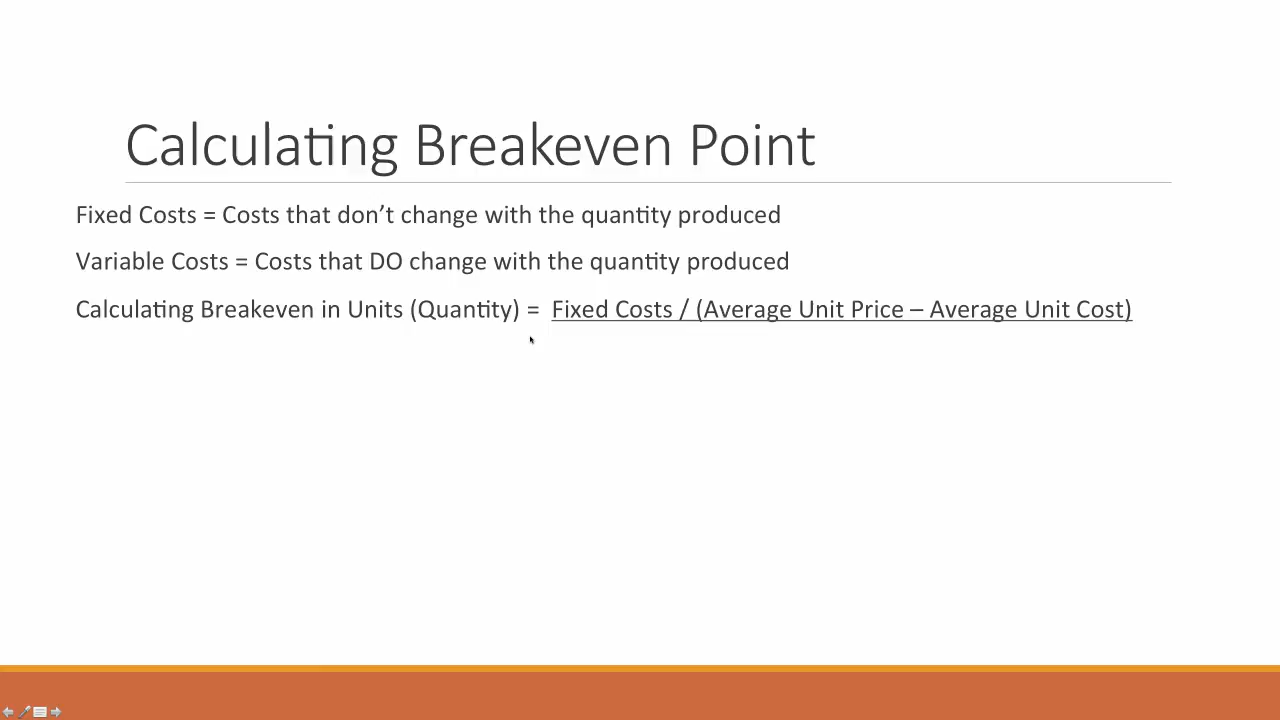 Calculating Breakeven Point
Fixed Costs = Costs that don’t change with the quantity produced
Variable Costs = Costs that DO change with the quantity produced
Calculating Breakeven in Units (Quantity) = Fixed Costs / (Average Unit Price – Average Unit Cost)